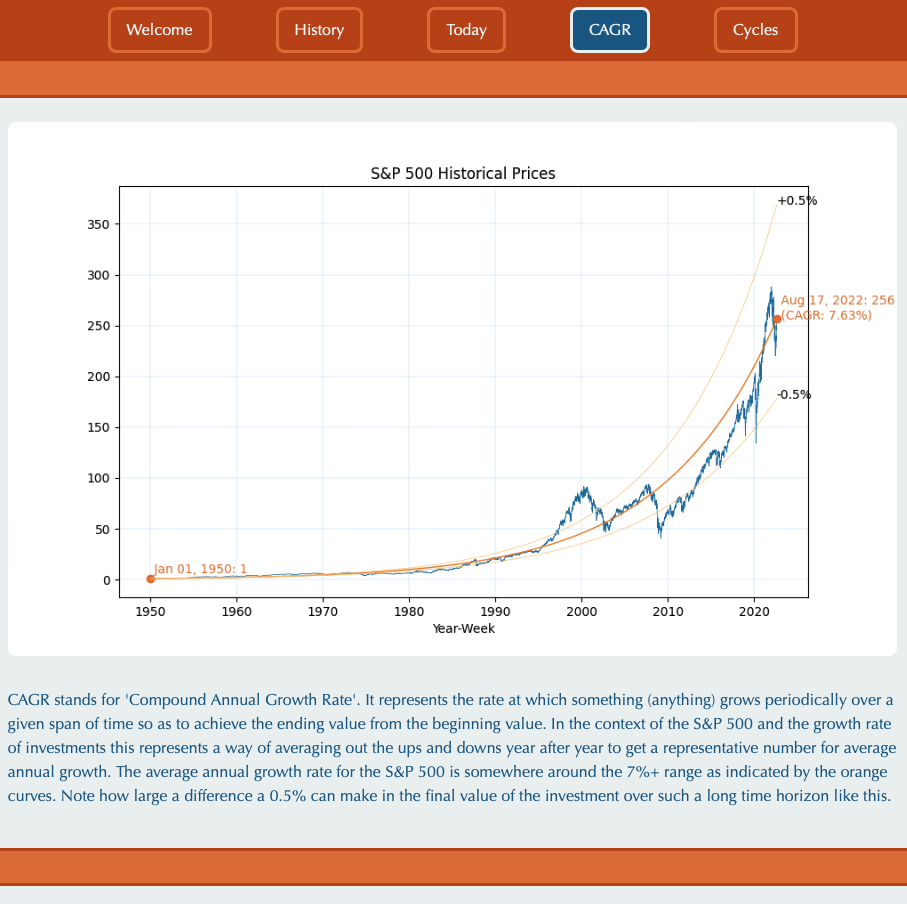 Welcome
History
Today
CAGR
Cycles
S&P 500 Historical Prices
+0.5%
350
300
Aug 17, 2022: 256
(CAGR: 7.63%)
250
200
-0.5%
150
100
50
Jan 01, 1950: 1
0
1950 1960 1970 1980 1990 2000 2010 2020
Year-Week
CAGR stands for 'Compound Annual Growth Rate'. It represents the rate at which something (anything) grows periodically over a
given span of time so as to achieve the ending value from the beginning value. In the context of the S&P 500 and the growth rate
of investments this represents a way of averaging out the ups and downs year after year to get a representative number for average
annual growth. The average annual growth rate for the S&P 500 is somewhere around the 7%+ range as indicated by the orange
curves. Note how large a difference a 0.5% can make in the final value of the investment over such a long time horizon like this.